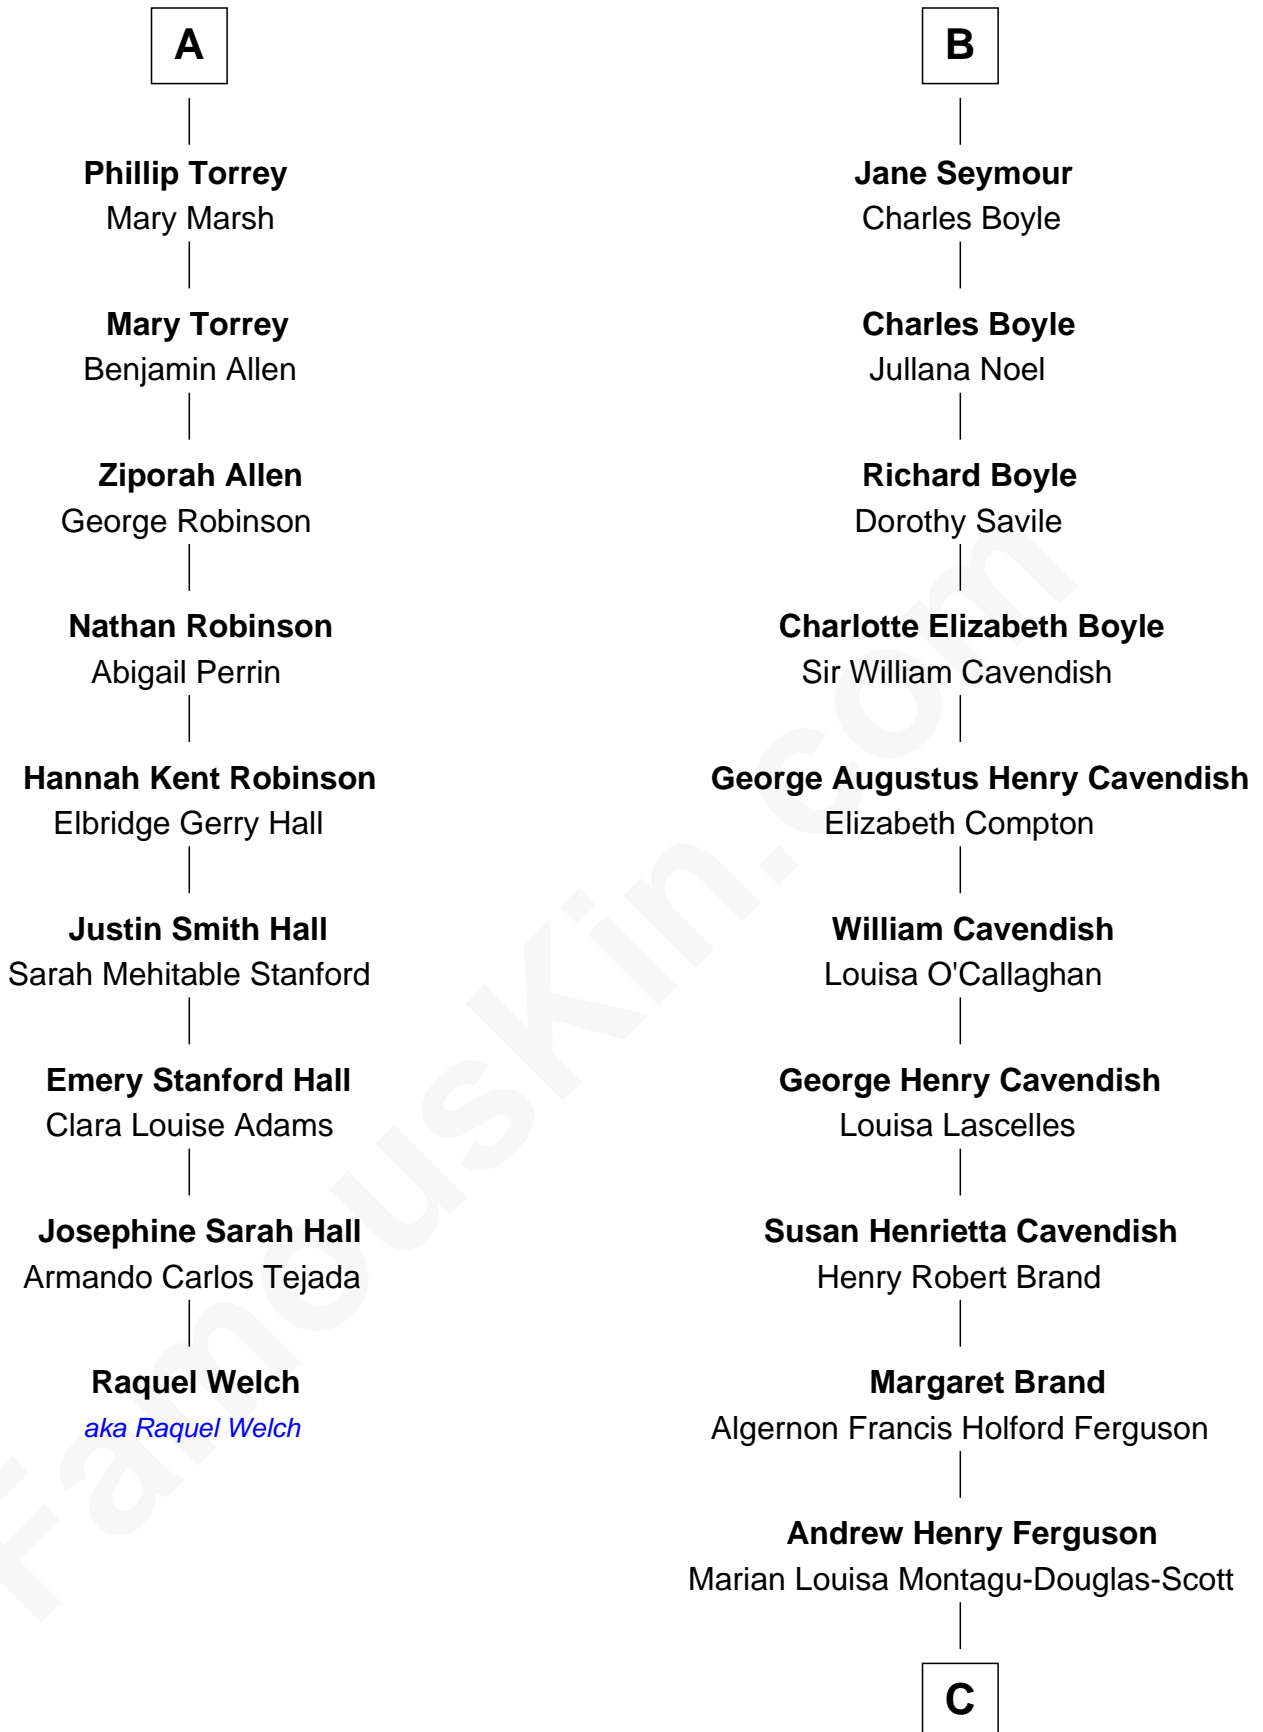 A
Phillip Torrey
Mary Marsh
Mary Torrey
Benjamin Allen
Ziporah Allen
George Robinson
Nathan Robinson
Abigail Perrin
Hannah Kent Robinson
Elbridge Gerry Hall
Justin Smith Hall
Sarah Mehitable Stanford
Emery Stanford Hall
Clara Louise Adams
Josephine Sarah Hall
Armando Carlos Tejada
Raquel Welch
aka Raquel Welch
B
Jane Seymour
Charles Boyle
Charles Boyle
Jullana Noel
Richard Boyle
Dorothy Savile
Charlotte Elizabeth Boyle
Sir William Cavendish
George Augustus Henry Cavendish
Elizabeth Compton
William Cavendish
Louisa O'Callaghan
George Henry Cavendish
Louisa Lascelles
Susan Henrietta Cavendish
Henry Robert Brand
Margaret Brand
Algernon Francis Holford Ferguson
Andrew Henry Ferguson
Marian Louisa Montagu-Douglas-Scott
C
FamousKin.com